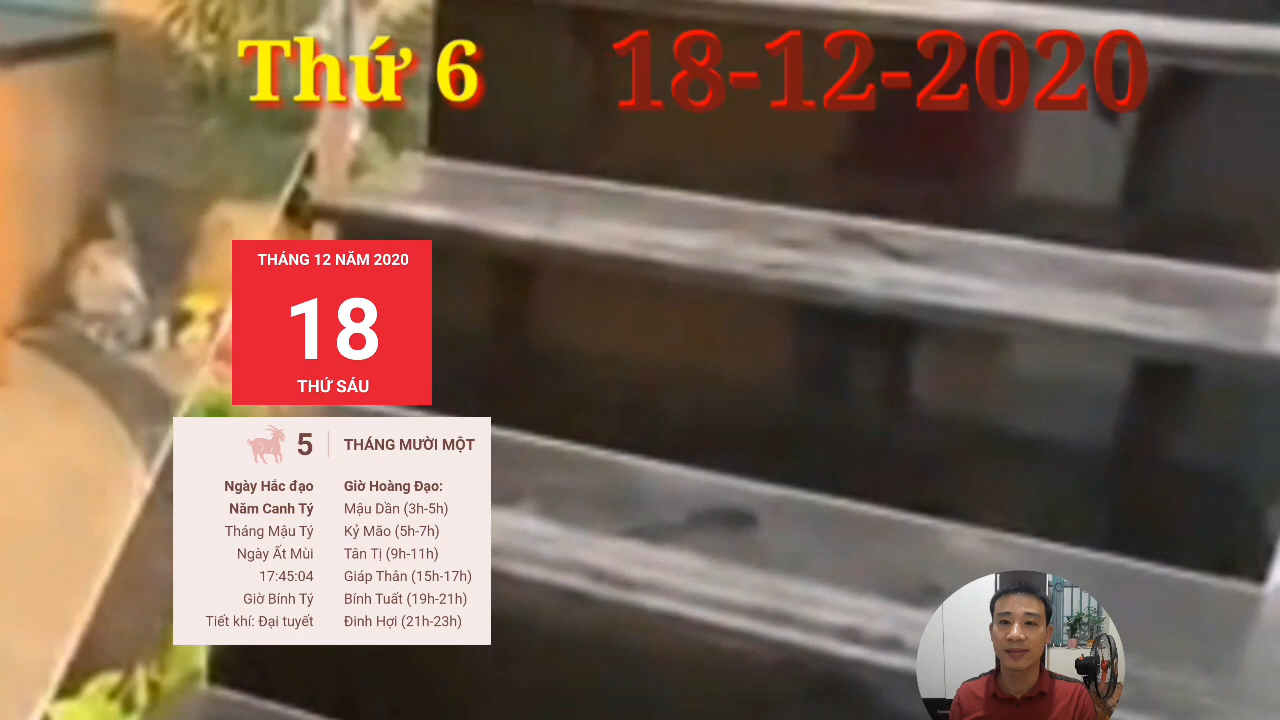 Thứ 6 18-12-2020
THÁNG 12 NĂM 2020
18
THỨ SÁU
5 THÁNG MƯỜI MỘT
Ngày Hắc đạo
Năm Canh Tý
Tháng Mậu Tý
Ngày Ất Mùi
17:45:04
Giờ Bính Tý
Tiết khí: Đại tuyết
Giờ Hoàng Đạo:
Mậu Dần (3h-5h)
Kỷ Mão (5h-7h)
Tân Tị (9h-11h)
Giáp Thân (15h-17h)
Bính Tuất (19h-21h)
Đinh Hợi (21h-23h)